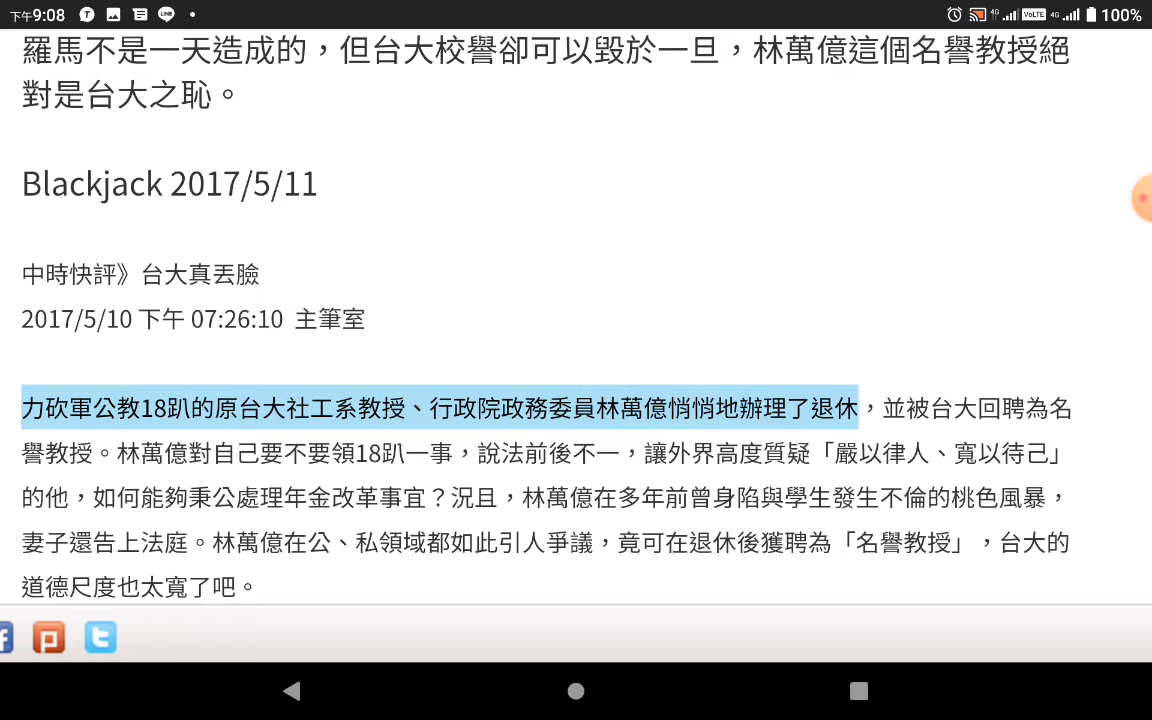 下午9:08 4G VoLTE 4G 100%
羅馬不是一天造成的，但台大校譽卻可以毀於一旦，林萬億這個名譽教授絕
對是台大之恥。
Blackjack 2017/5/11
中時快評》台大真丟臉
2017/5/10 下午 07:26:10 主筆室
力砍軍公教18趴的原台大社工系教授、行政院政務委員林萬億悄悄地辦理了退休，並被台大回聘為名
譽教授。林萬億對自己要不要領18趴一事，說法前後不一，讓外界高度質疑「嚴以律人、寬以待己」
的他，如何能夠秉公處理年金改革事宜？況且，林萬億在多年前曾身陷與學生發生不倫的桃色風暴，
妻子還告上法庭。林萬億在公、私領域都如此引人爭議，竟可在退休後獲聘為「名譽教授」，台大的
道德尺度也太寬了吧。